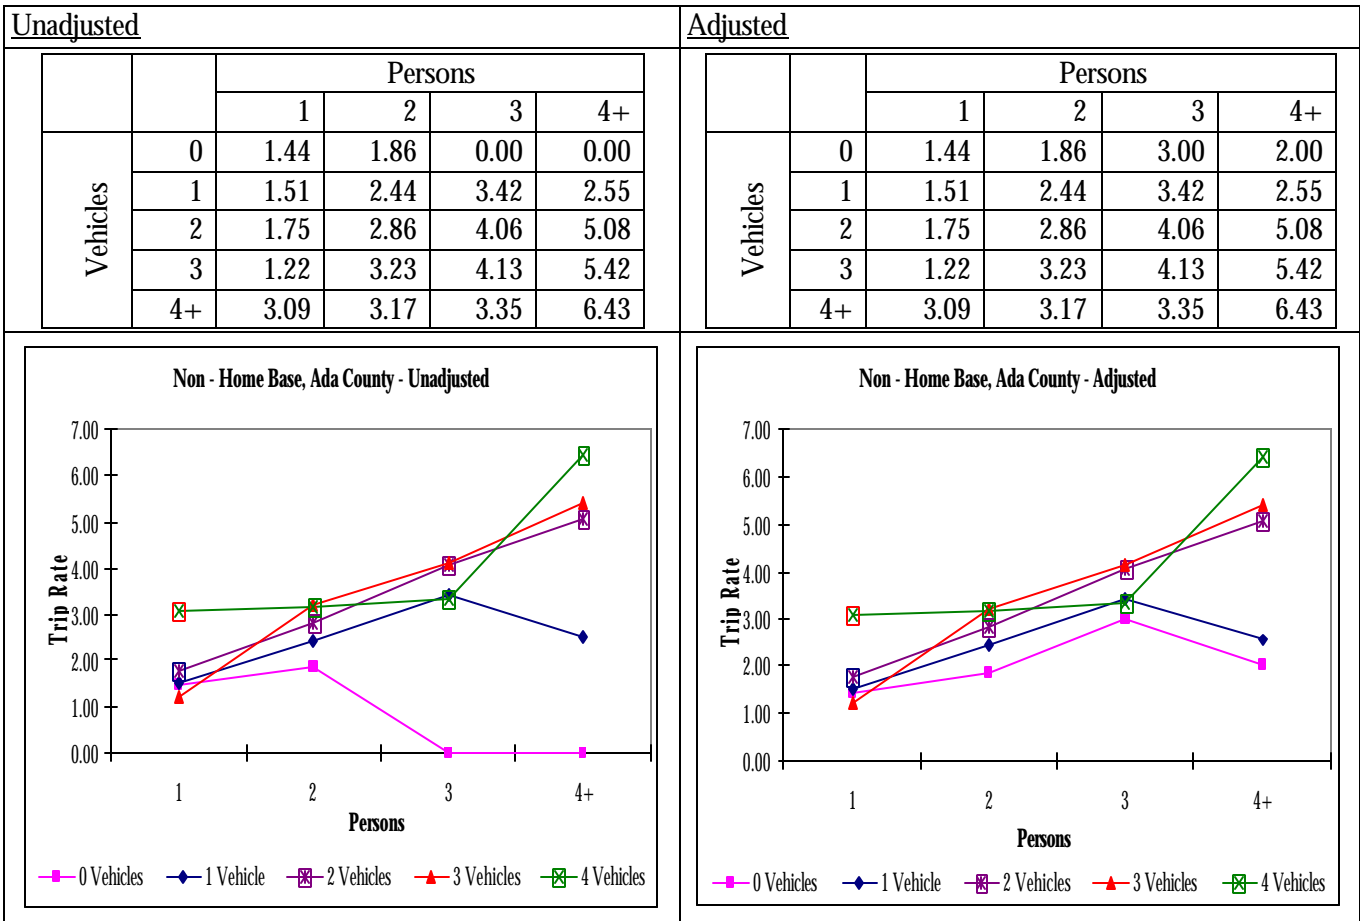 Unadjusted
Persons
1 2 3 4+
Vehicles
0 1.44 1.86 0.00 0.00
1 1.51 2.44 3.42 2.55
2 1.75 2.86 4.06 5.08
3 1.22 3.23 4.13 5.42
4+ 3.09 3.17 3.35 6.43
Adjusted
Persons
1 2 3 4+
Vehicles
0 1.44 1.86 3.00 2.00
1 1.51 2.44 3.42 2.55
2 1.75 2.86 4.06 5.08
3 1.22 3.23 4.13 5.42
4+ 3.09 3.17 3.35 6.43
Non - Home Base, Ada County - Unadjusted
Trip Rate
7.00
6.00
5.00
4.00
3.00
2.00
1.00
0.00
1 2 3 4+
Persons
0 Vehicles 1 Vehicle 2 Vehicles 3 Vehicles 4 Vehicles
Non - Home Base, Ada County - Adjusted
Trip Rate
7.00
6.00
5.00
4.00
3.00
2.00
1.00
0.00
1 2 3 4+
Persons
0 Vehicles 1 Vehicle 2 Vehicles 3 Vehicles 4 Vehicles